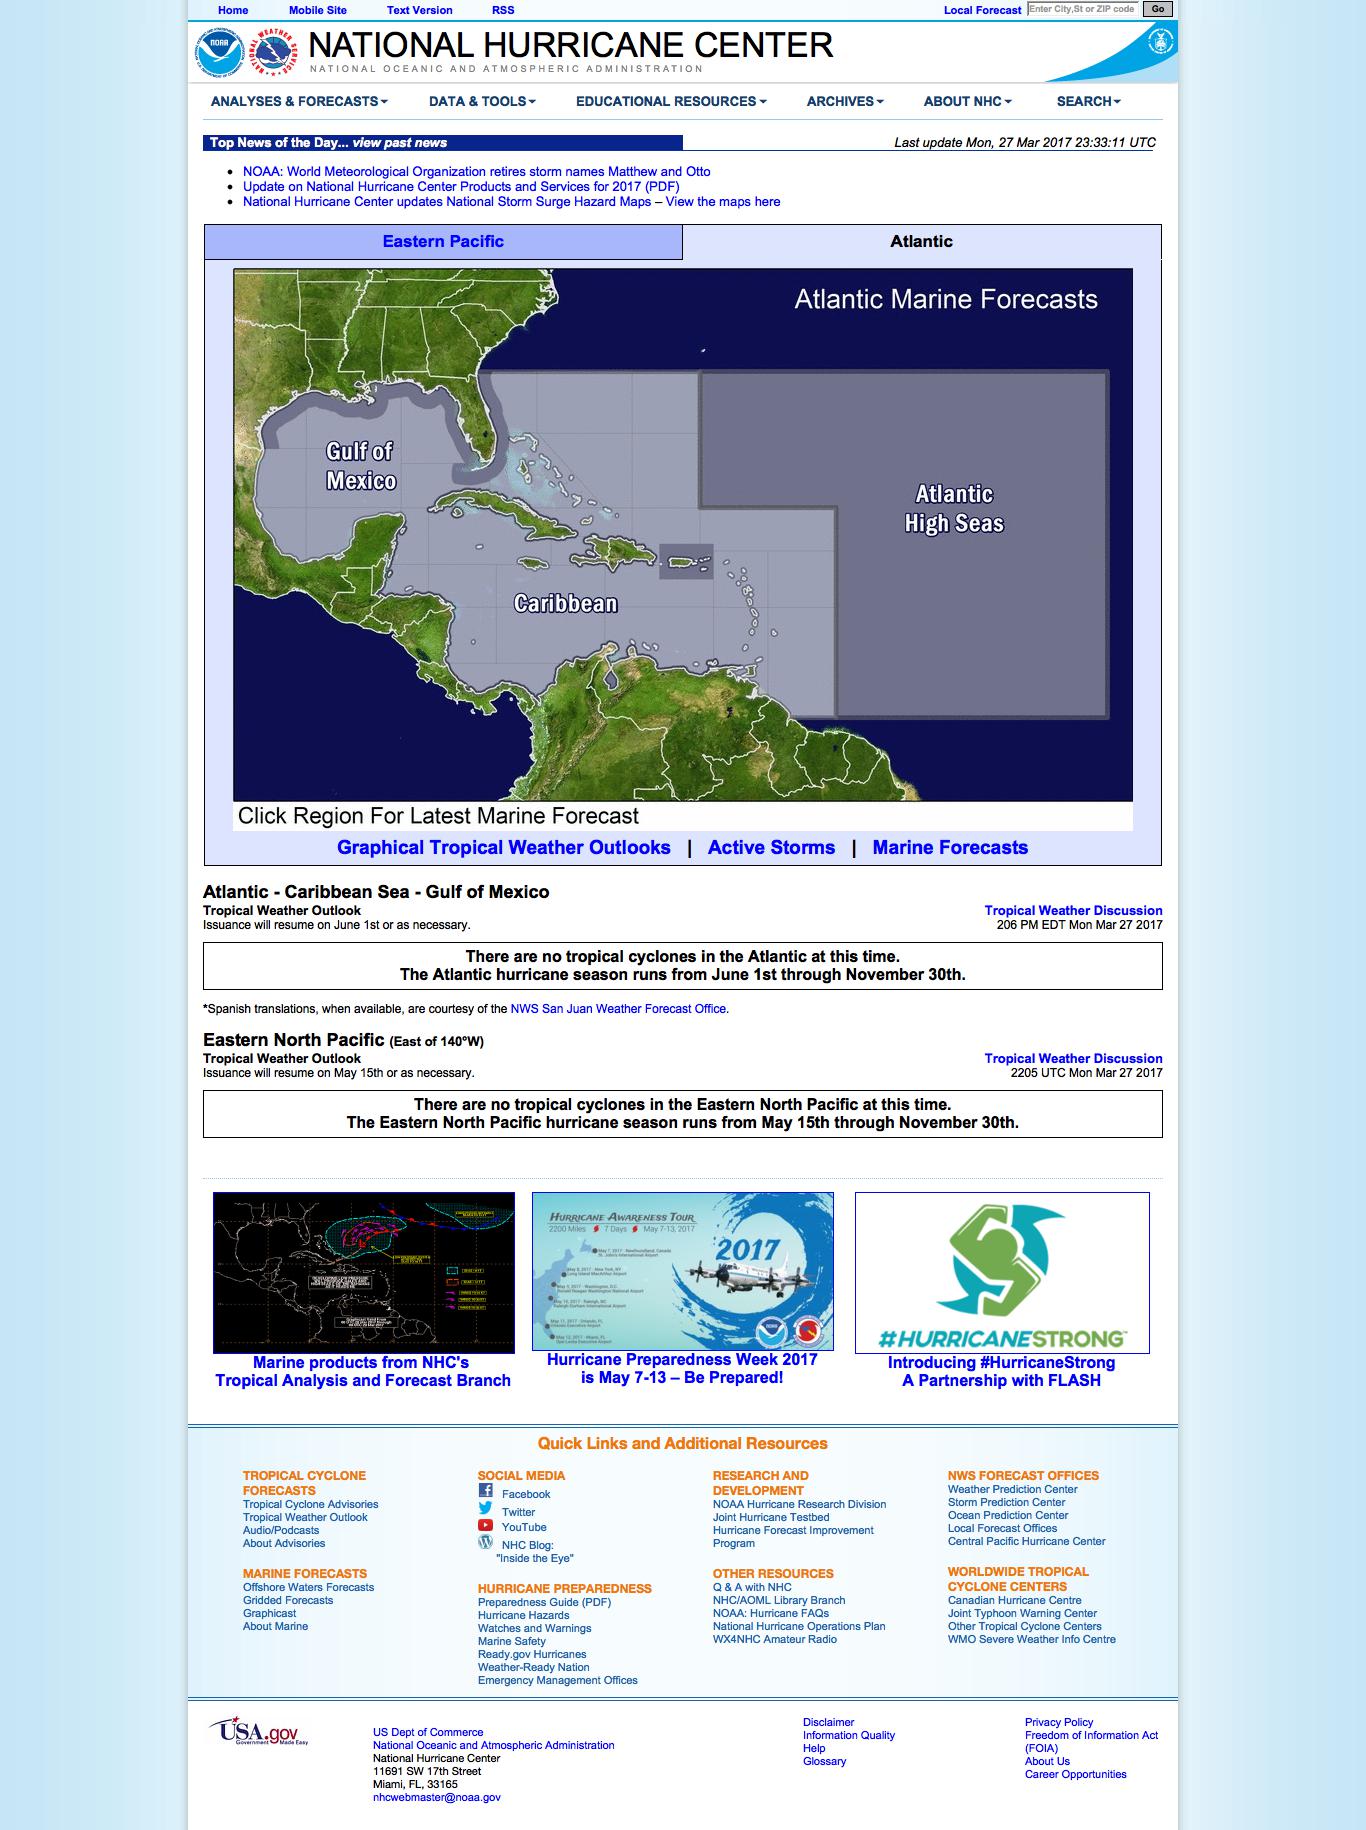 Home Mobile Site Text Version RSS Local Forecast Enter City,St or ZIP code Go
NOAA
NATIONAL HURRICANE CENTER
NATIONAL OCEANIC AND ATMOSPHERIC ADMINISTRATION
ANALYSES & FORECASTS DATA & TOOLS EDUCATIONAL RESOURCES ARCHIVES ABOUT NHC SEARCH
Top News of the Day... view past news Last update Mon, 27 Mar 2017 23:33:11 UTC
NOAA: World Meteorological Organization retires storm names Matthew and Otto
Update on National Hurricane Center Products and Services for 2017 (PDF)
National Hurricane Center updates National Storm Surge Hazard Maps – View the maps here
Eastern Pacific Atlantic
Atlantic Marine Forecasts
Gulf of
Mexico
Atlantic
High Seas
Caribbean
Click Region For Latest Marine Forecast
Graphical Tropical Weather Outlooks | Active Storms | Marine Forecasts
Atlantic - Caribbean Sea - Gulf of Mexico
Tropical Weather Outlook Tropical Weather Discussion
Issuance will resume on June 1st or as necessary. 206 PM EDT Mon Mar 27 2017
There are no tropical cyclones in the Atlantic at this time.
The Atlantic hurricane season runs from June 1st through November 30th.
*Spanish translations, when available, are courtesy of the NWS San Juan Weather Forecast Office.
Eastern North Pacific (East of 140°W)
Tropical Weather Outlook Tropical Weather Discussion
Issuance will resume on May 15th or as necessary. 2205 UTC Mon Mar 27 2017
There are no tropical cyclones in the Eastern North Pacific at this time.
The Eastern North Pacific hurricane season runs from May 15th through November 30th.
HURRICANE AWARENESS TOUR
2200 Miles 7 Days May 7-13, 2017
2017
#HURRICANESTRONG
Marine products from NHC's
Tropical Analysis and Forecast Branch
Hurricane Preparedness Week 2017
is May 7-13 – Be Prepared!
Introducing #HurricaneStrong
A Partnership with FLASH
Quick Links and Additional Resources
TROPICAL CYCLONE
FORECASTS
Tropical Cyclone Advisories
Tropical Weather Outlook
Audio/Podcasts
About Advisories
MARINE FORECASTS
Offshore Waters Forecasts
Gridded Forecasts
Graphicast
About Marine
SOCIAL MEDIA
Facebook
Twitter
YouTube
NHC Blog:
"Inside the Eye"
HURRICANE PREPAREDNESS
Preparedness Guide (PDF)
Hurricane Hazards
Watches and Warnings
Marine Safety
Ready.gov Hurricanes
Weather-Ready Nation
Emergency Management Offices
RESEARCH AND
DEVELOPMENT
NOAA Hurricane Research Division
Joint Hurricane Testbed
Hurricane Forecast Improvement
Program
OTHER RESOURCES
Q & A with NHC
NHC/AOML Library Branch
NOAA: Hurricane FAQs
National Hurricane Operations Plan
WX4NHC Amateur Radio
NWS FORECAST OFFICES
Weather Prediction Center
Storm Prediction Center
Ocean Prediction Center
Local Forecast Offices
Central Pacific Hurricane Center
WORLDWIDE TROPICAL
CYCLONE CENTERS
Canadian Hurricane Centre
Joint Typhoon Warning Center
Other Tropical Cyclone Centers
WMO Severe Weather Info Centre
USA.gov
Government Made Easy
US Dept of Commerce
National Oceanic and Atmospheric Administration
National Hurricane Center
11691 SW 17th Street
Miami, FL, 33165
nhcwebmaster@noaa.gov
Disclaimer
Information Quality
Help
Glossary
Privacy Policy
Freedom of Information Act
(FOIA)
About Us
Career Opportunities